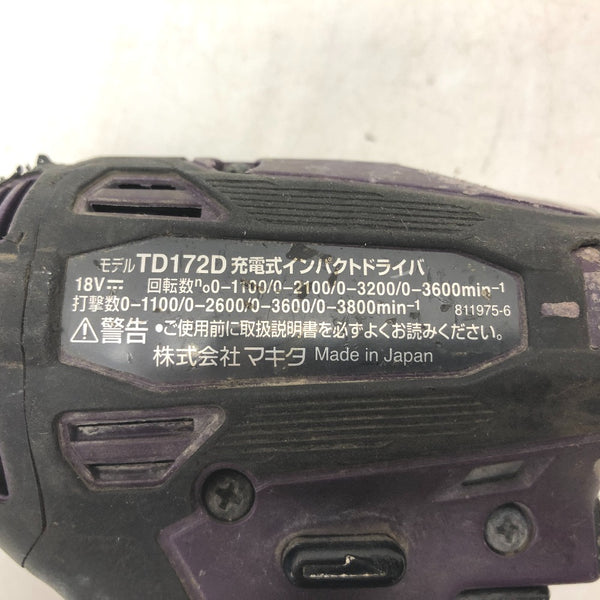 モデル TD172D 充電式インパクトドライバ
18V⎓ 回転数n₀0-1100/0-2100/0-3200/0-3600min⁻¹
打撃数0-1100/0-2600/0-3600/0-3800min⁻¹ 811975-6
⚠警告 •ご使用前に取扱説明書を必ずよくお読みください。
株式会社マキタ Made in Japan